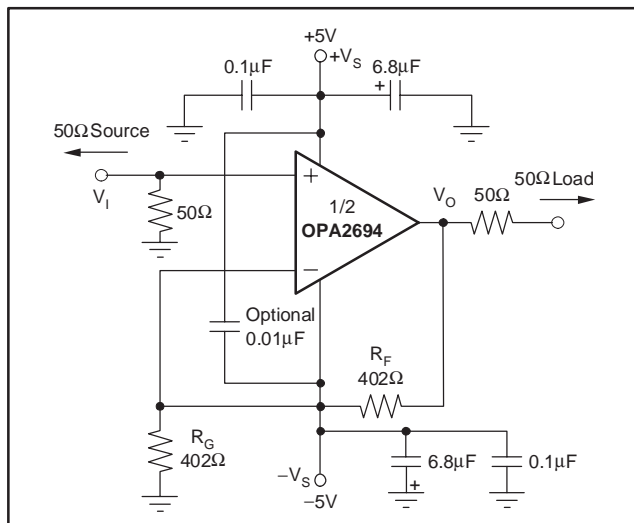 +5V
+V_S
0.1μF
6.8μF
+
50Ω Source
V_I
50Ω
+
−
1/2
OPA2694
V_O
50Ω
50Ω Load
Optional
0.01μF
R_F
402Ω
R_G
402Ω
−V_S
−5V
6.8μF
+
0.1μF